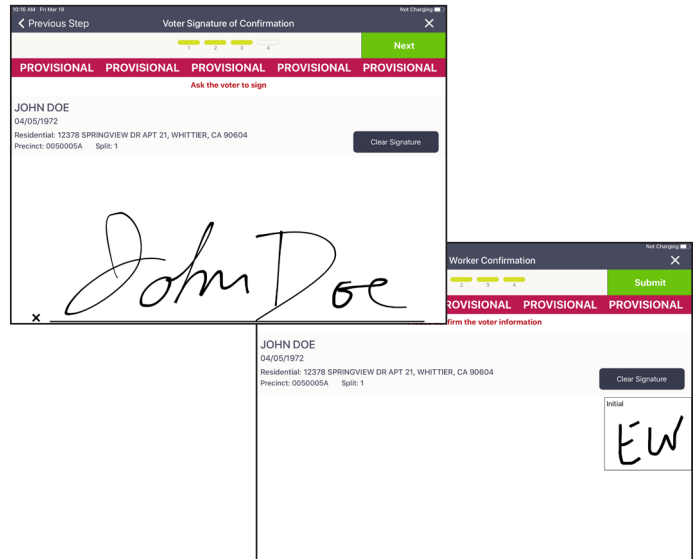 10:16 AM Fri Mar 19 Not Charging
Previous Step Voter Signature of Confirmation ×
1 2 3 4 Next
PROVISIONAL PROVISIONAL PROVISIONAL PROVISIONAL PROVISIONAL
Ask the voter to sign
JOHN DOE
04/05/1972
Residential: 12378 SPRINGVIEW DR APT 21, WHITTIER, CA 90604
Precinct: 0050005A Split: 1
Clear Signature
John Doe
×
Not Charging
Worker Confirmation ×
2 3 4 Submit
ROVISIONAL PROVISIONAL PROVISIONAL
firm the voter information
JOHN DOE
04/05/1972
Residential: 12378 SPRINGVIEW DR APT 21, WHITTIER, CA 90604
Precinct: 0050005A Split: 1
Clear Signature
Initial
EW